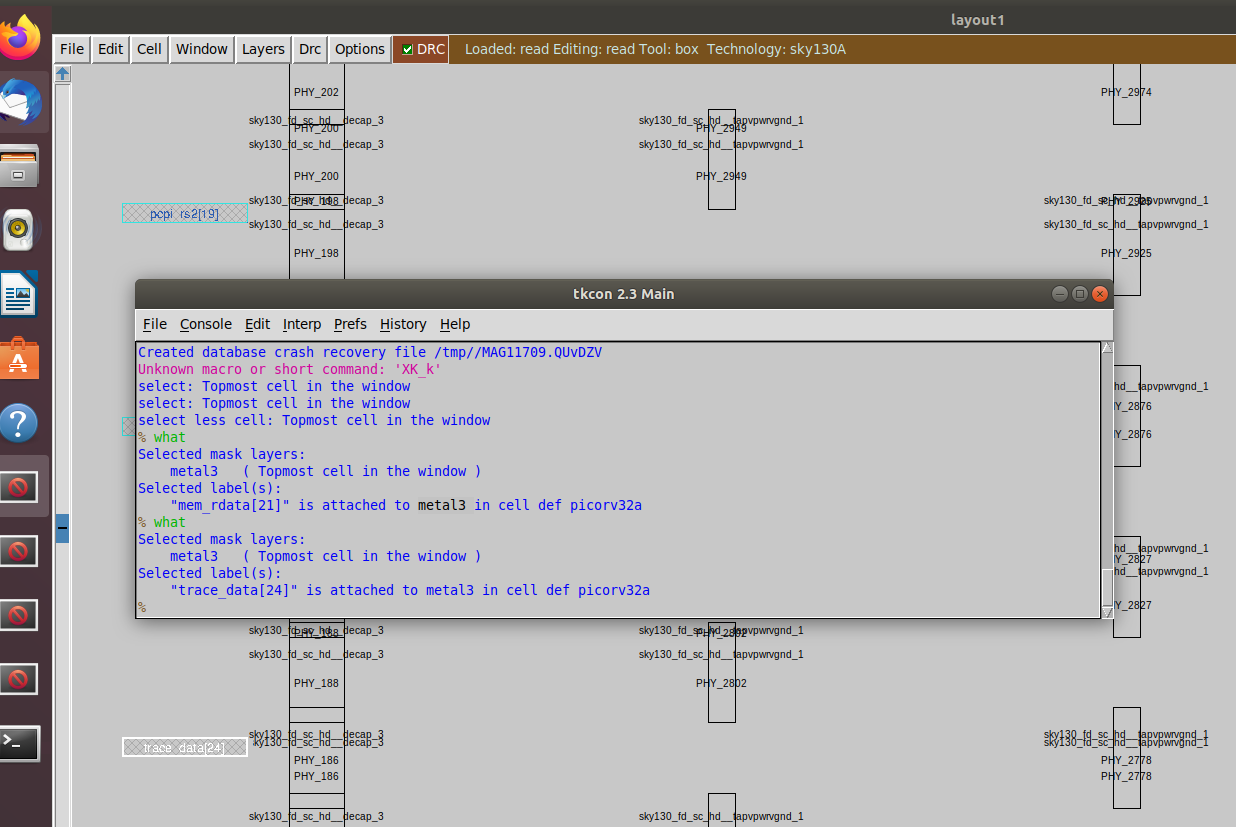 layout1
File Edit Cell Window Layers Drc Options DRC Loaded: read Editing: read Tool: box Technology: sky130A
PHY_202
PHY_2974
sky130_fd_sc_hd__decap_3
sky130_fd_sc_hd__tapvpwrvgnd_1
PHY_200
PHY_2949
sky130_fd_sc_hd__decap_3
sky130_fd_sc_hd__tapvpwrvgnd_1
PHY_200
PHY_2949
sky130_fd_sc_hd__decap_3
PHY_198
sky130_fd_sc_hd__tapvpwrvgnd_1
PHY_2925
pcpi_rs2[19]
sky130_fd_sc_hd__decap_3
sky130_fd_sc_hd__tapvpwrvgnd_1
PHY_198
PHY_2925
tkcon 2.3 Main
File Console Edit Interp Prefs History Help
Created database crash recovery file /tmp//MAG11709.QUvDZV
Unknown macro or short command: 'XK_k'
select: Topmost cell in the window
select: Topmost cell in the window
select less cell: Topmost cell in the window
% what
Selected mask layers:
metal3 ( Topmost cell in the window )
Selected label(s):
"mem_rdata[21]" is attached to metal3 in cell def picorv32a
% what
Selected mask layers:
metal3 ( Topmost cell in the window )
Selected label(s):
"trace_data[24]" is attached to metal3 in cell def picorv32a
%
hd__tapvpwrvgnd_1
Y_2876
Y_2876
hd__tapvpwrvgnd_1
Y_2827
hd__tapvpwrvgnd_1
Y_2827
sky130_fd_sc_hd__decap_3
PHY_188
sky130_fd_sc_hd__tapvpwrvgnd_1
PHY_2802
sky130_fd_sc_hd__decap_3
sky130_fd_sc_hd__tapvpwrvgnd_1
PHY_188
PHY_2802
sky130_fd_sc_hd__decap_3
sky130_fd_sc_hd__tapvpwrvgnd_1
trace_data[24]
ky130_fd_sc_hd__decap_3
sky130_fd_sc_hd__tapvpwrvgnd_1
PHY_186
PHY_2778
PHY_186
PHY_2778
sky130_fd_sc_hd__decap_3
sky130_fd_sc_hd__tapvpwrvgnd_1